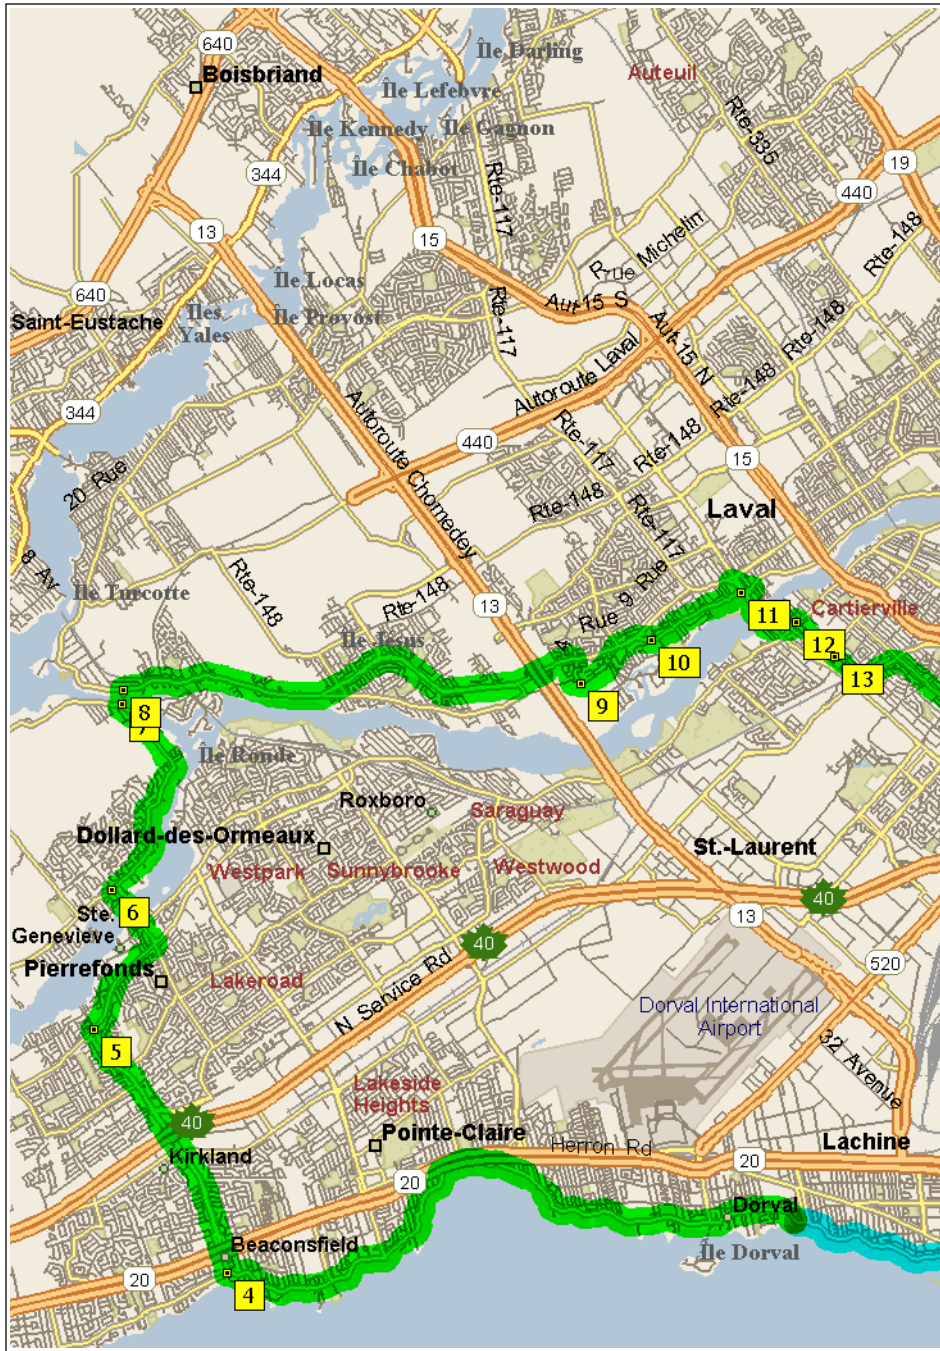 640
Boisbriand
Île Darling
Auteuil
Île Lefebvre
Île Kennedy
Île Gagnon
Rte-335
19
Île Chabot
344
440
Rte-117
13
15
Rue Michelin
Rte-148
640
Île Locas
Saint-Eustache
Îles
Yales
Île Provost
Rte-117
Aut-15 S
Aut-15 N
Rte-148
Autoroute Laval
344
Autoroute Chomedey
440
Rte-117
Rte-148
Rte-148
15
20 Rue
Rte-148
Rte-117
Laval
8 Av
Île Turcotte
Rte-148
Rte-148
13
9 Rue
4
Rue
Île Jesus
11
Cartierville
12
10
13
9
8
7
Île Ronde
Roxboro
Saraguay
Dollard-des-Ormeaux
St.-Laurent
Westpark
Sunnybrooke
Westwood
40
6
Ste.
Genevieve
13
40
520
Pierrefonds
Lakeroad
N Service Rd
Dorval International
Airport
5
32 Avenue
Lakeside
Heights
40
Pointe-Claire
Herron Rd
Lachine
Kirkland
20
20
Dorval
Beaconsfield
Île Dorval
20
4